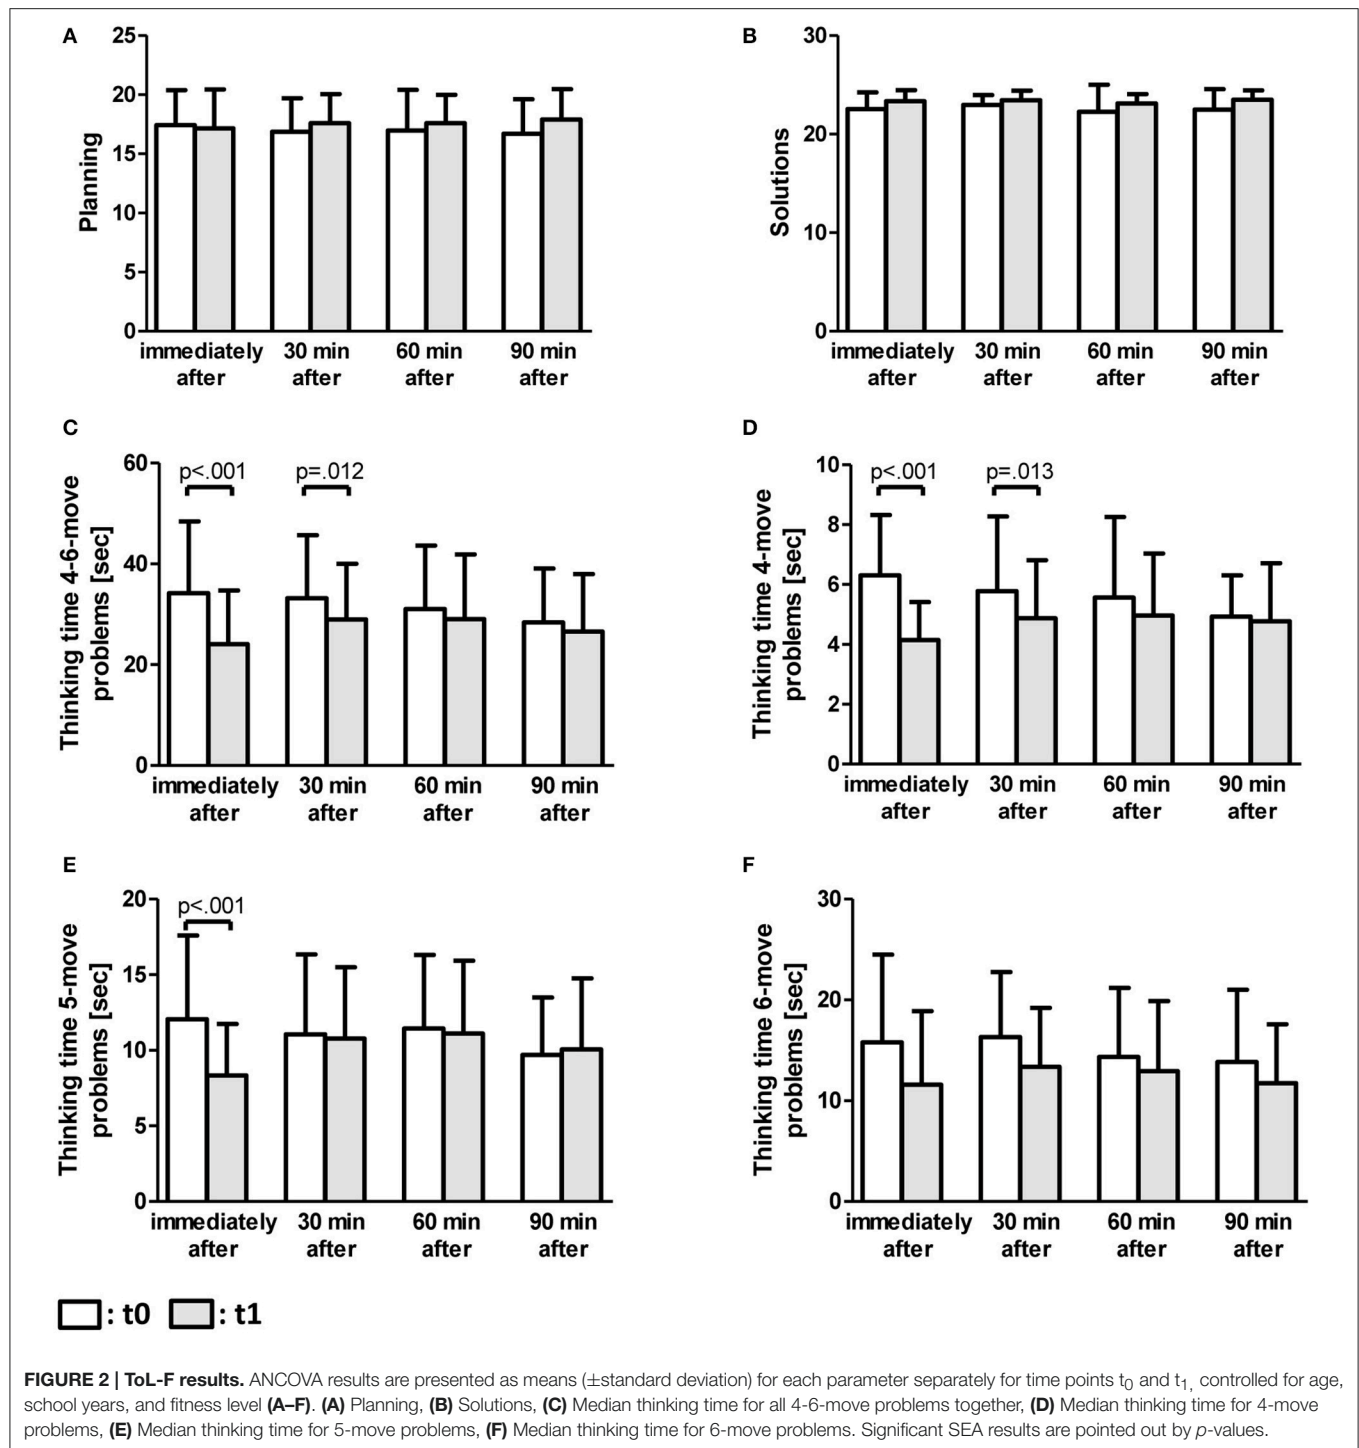 A
B
25
20
15
10
5
0
Planning
immediately
after
30 min
after
60 min
after
90 min
after
30
20
10
0
Solutions
immediately
after
30 min
after
60 min
after
90 min
after
C
D
60
40
20
0
Thinking time 4-6-move
problems [sec]
p<.001
p=.012
immediately
after
30 min
after
60 min
after
90 min
after
10
8
6
4
2
0
Thinking time 4-move
problems [sec]
p<.001
p=.013
immediately
after
30 min
after
60 min
after
90 min
after
E
F
20
15
10
5
0
Thinking time 5-move
problems [sec]
p<.001
immediately
after
30 min
after
60 min
after
90 min
after
30
20
10
0
Thinking time 6-move
problems [sec]
immediately
after
30 min
after
60 min
after
90 min
after
: t0 : t1
FIGURE 2 | ToL-F results. ANCOVA results are presented as means (±standard deviation) for each parameter separately for time points t0 and t1, controlled for age,
school years, and fitness level (A–F). (A) Planning, (B) Solutions, (C) Median thinking time for all 4-6-move problems together, (D) Median thinking time for 4-move
problems, (E) Median thinking time for 5-move problems, (F) Median thinking time for 6-move problems. Significant SEA results are pointed out by p-values.